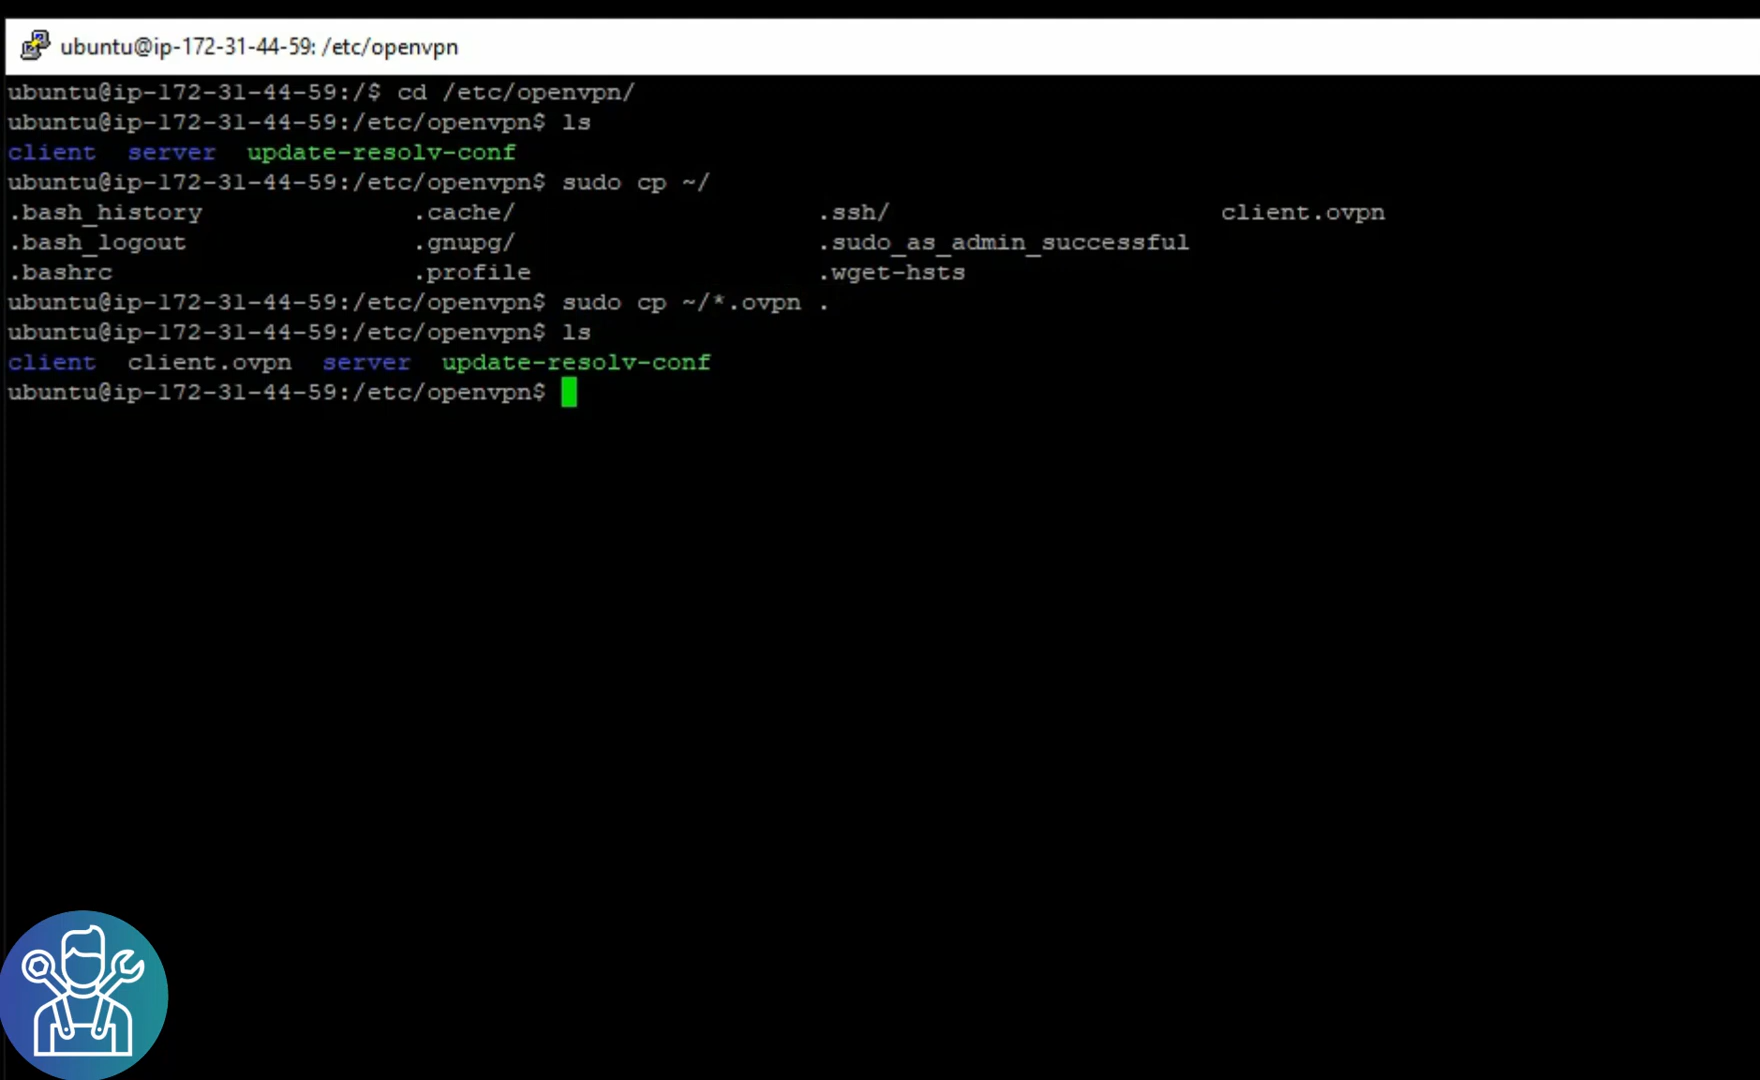 ubuntu@ip-172-31-44-59: /etc/openvpn
ubuntu@ip-172-31-44-59:/$ cd /etc/openvpn/
ubuntu@ip-172-31-44-59:/etc/openvpn$ ls
client  server  update-resolv-conf
ubuntu@ip-172-31-44-59:/etc/openvpn$ sudo cp ~/
.bash_history  .cache/  .ssh/  client.ovpn
.bash_logout  .gnupg/  .sudo_as_admin_successful
.bashrc  .profile  .wget-hsts
ubuntu@ip-172-31-44-59:/etc/openvpn$ sudo cp ~/*.ovpn .
ubuntu@ip-172-31-44-59:/etc/openvpn$ ls
client  client.ovpn  server  update-resolv-conf
ubuntu@ip-172-31-44-59:/etc/openvpn$